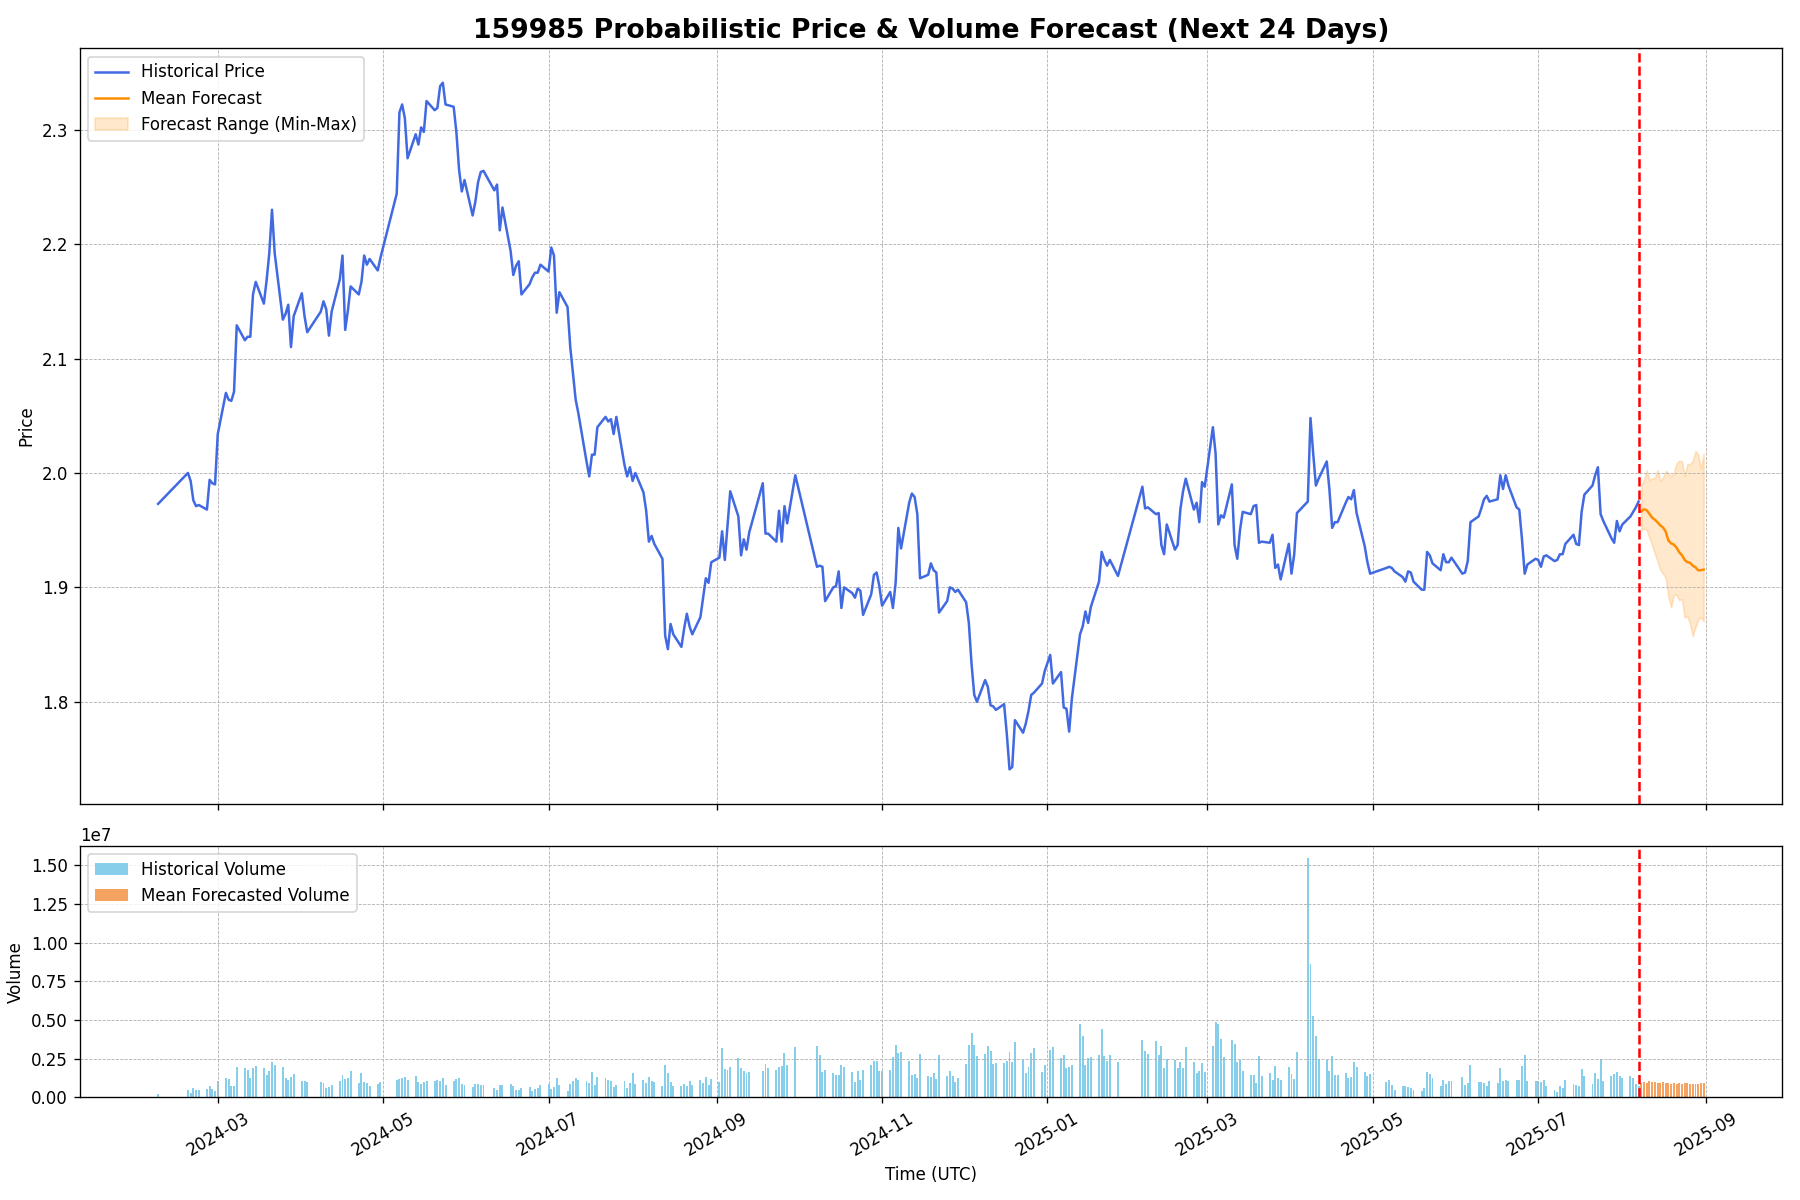 159985 Probabilistic Price & Volume Forecast (Next 24 Days)
Historical Price
Mean Forecast
Forecast Range (Min-Max)
Price
2.3
2.2
2.1
2.0
1.9
1.8
1e7
Historical Volume
Mean Forecasted Volume
Volume
1.50
1.25
1.00
0.75
0.50
0.25
0.00
2024-03 2024-05 2024-07 2024-09 2024-11 2025-01 2025-03 2025-05 2025-07 2025-09
Time (UTC)